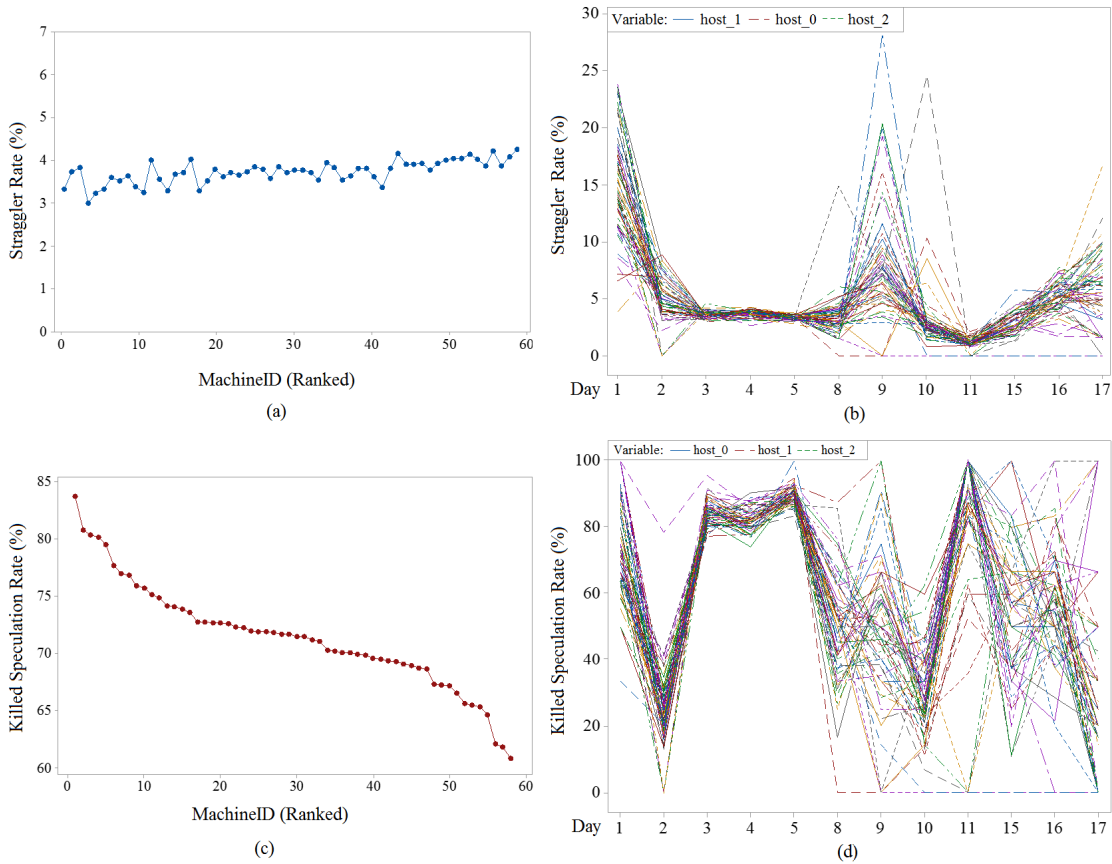 7
6
5
4
3
2
1
0
Straggler Rate (%)
0 10 20 30 40 50 60
MachineID (Ranked)
(a)
Variable: host_1 host_0 host_2
30
25
20
15
10
5
0
Straggler Rate (%)
Day 1 2 3 4 5 8 9 10 11 15 16 17
(b)
85
80
75
70
65
60
Killed Speculation Rate (%)
0 10 20 30 40 50 60
MachineID (Ranked)
(c)
Variable: host_0 host_1 host_2
100
80
60
40
20
0
Killed Speculation Rate (%)
Day 1 2 3 4 5 8 9 10 11 15 16 17
(d)